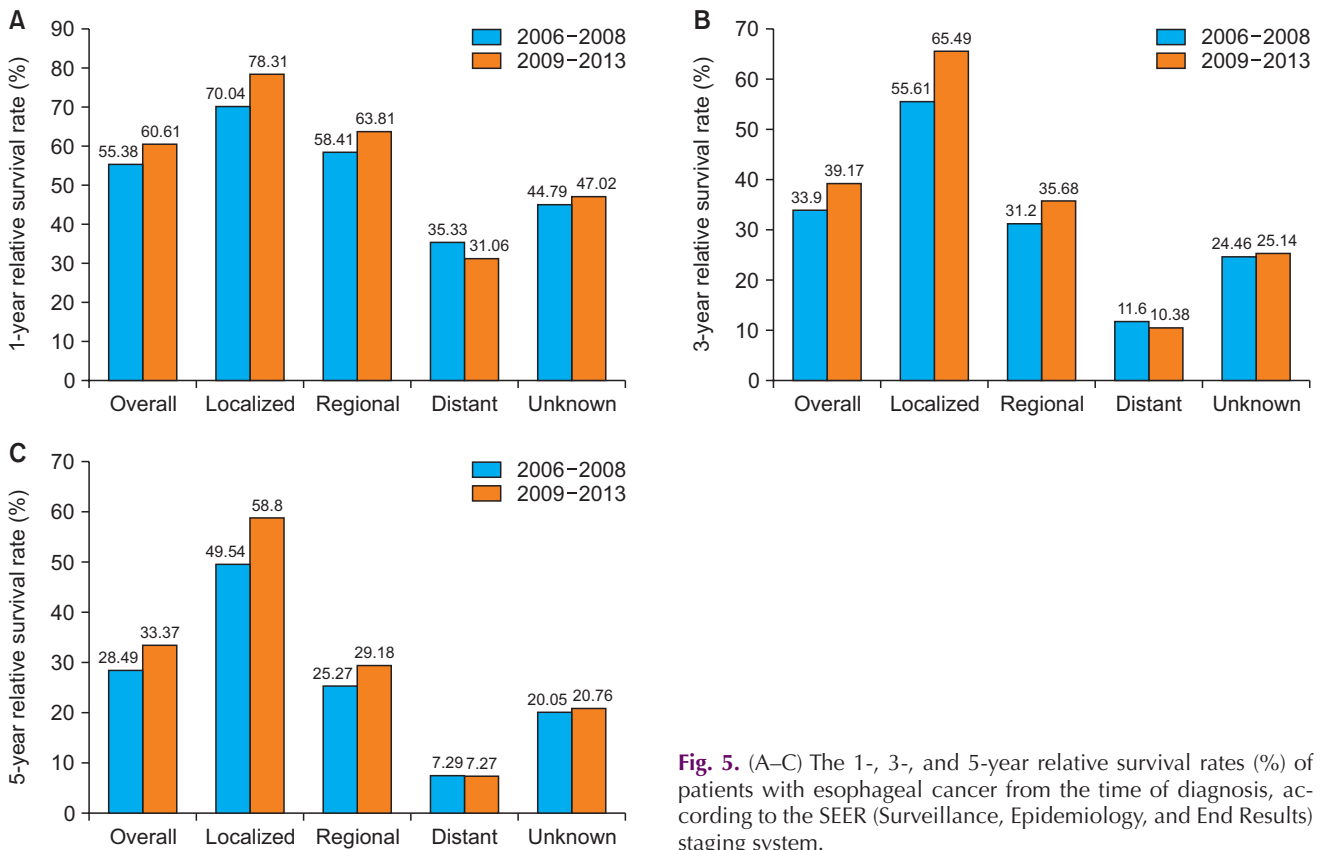 A
1-year relative survival rate (%)
90
80
70
60
50
40
30
20
10
0
2006–2008
2009–2013
55.38
60.61
70.04
78.31
58.41
63.81
35.33
31.06
44.79
47.02
Overall
Localized
Regional
Distant
Unknown
B
3-year relative survival rate (%)
70
60
50
40
30
20
10
0
2006–2008
2009–2013
33.9
39.17
55.61
65.49
31.2
35.68
11.6
10.38
24.46
25.14
Overall
Localized
Regional
Distant
Unknown
C
5-year relative survival rate (%)
70
60
50
40
30
20
10
0
2006–2008
2009–2013
28.49
33.37
49.54
58.8
25.27
29.18
7.29
7.27
20.05
20.76
Overall
Localized
Regional
Distant
Unknown
Fig. 5. (A–C) The 1-, 3-, and 5-year relative survival rates (%) of
patients with esophageal cancer from the time of diagnosis, ac-
cording to the SEER (Surveillance, Epidemiology, and End Results)
staging system.